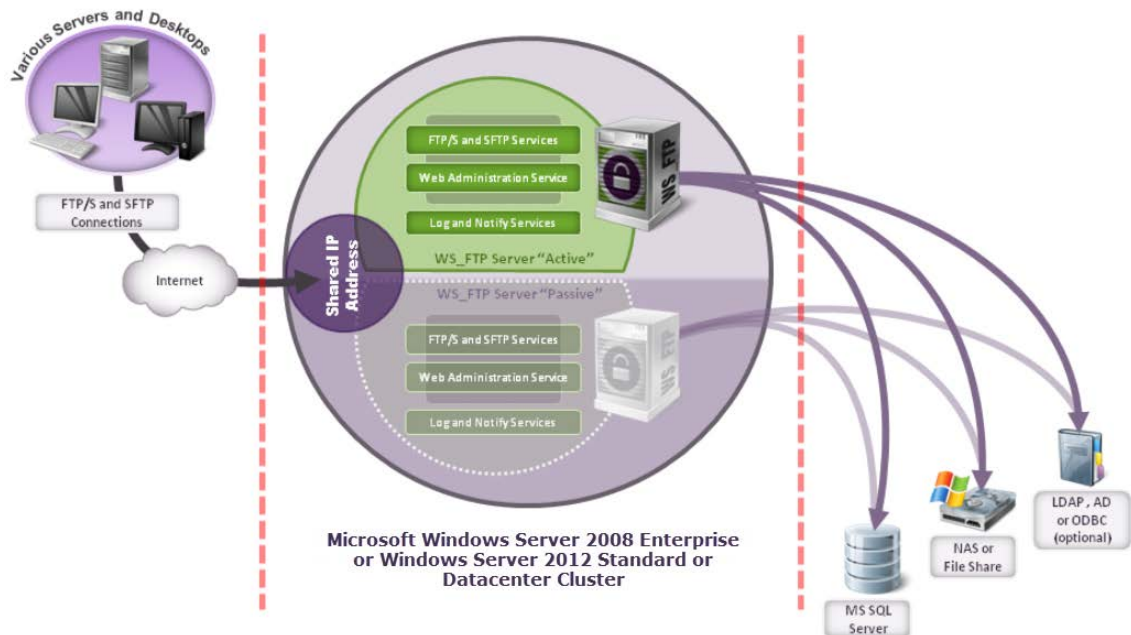 Various Servers and Desktops
FTP/S and SFTP
Connections
Internet
Shared IP
Address
FTP/S and SFTP Services
Web Administration Service
Log and Notify Services
WS_FTP
WS_FTP Server “Active”
WS_FTP Server “Passive”
FTP/S and SFTP Services
Web Administration Service
Log and Notify Services
WS_FTP
Microsoft Windows Server 2008 Enterprise
or Windows Server 2012 Standard or
Datacenter Cluster
LDAP , AD
or ODBC
(optional)
NAS or
File Share
MS SQL
Server